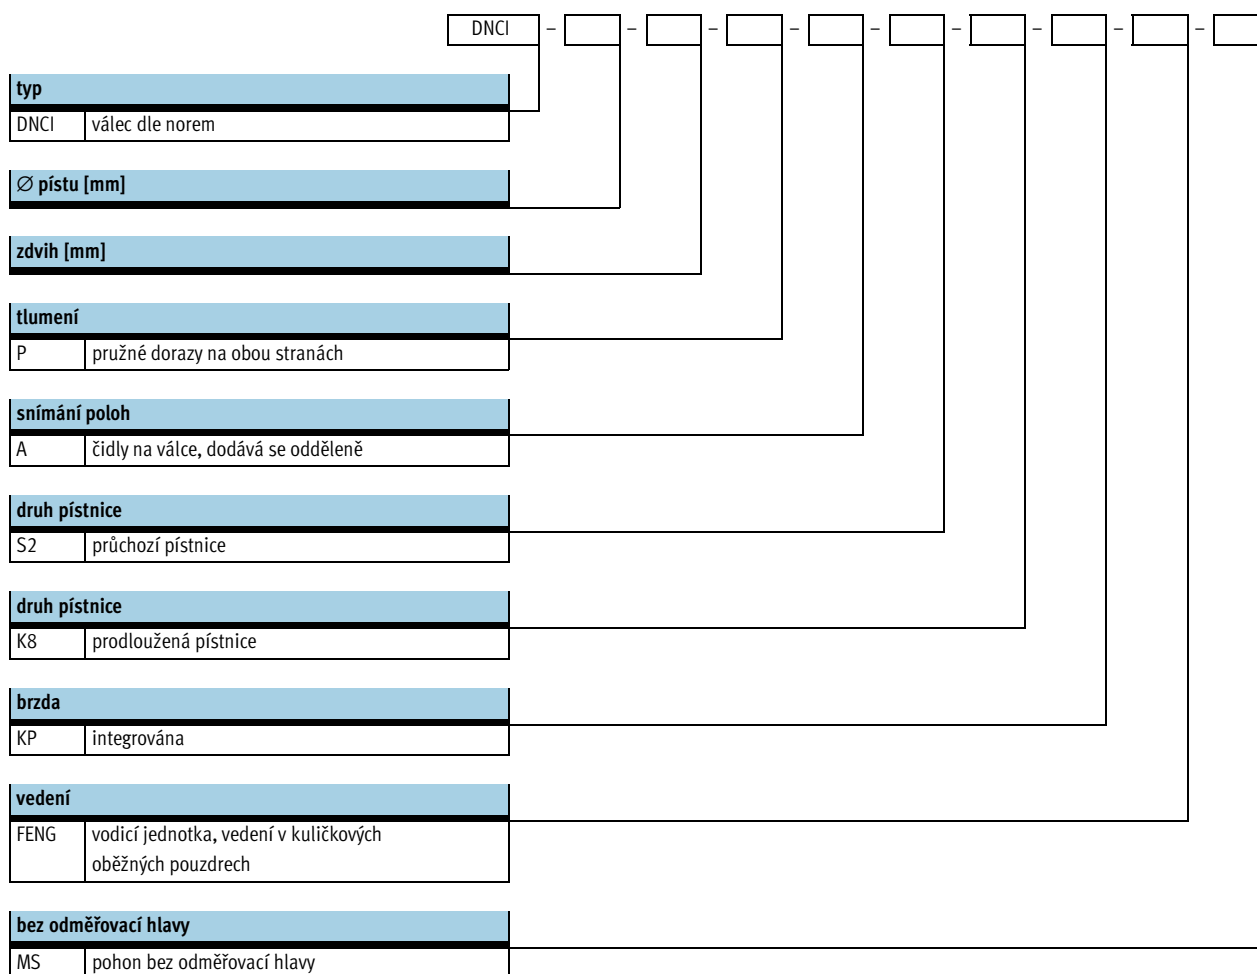 DNCI – – – – – – – – –
typ
DNCI válec dle norem
∅ pístu [mm]
zdvih [mm]
tlumení
P pružné dorazy na obou stranách
snímání poloh
A čidly na válce, dodává se odděleně
druh pístnice
S2 průchozí pístnice
druh pístnice
K8 prodloužená pístnice
brzda
KP integrována
vedení
FENG vodicí jednotka, vedení v kuličkových
oběžných pouzdrech
bez odměřovací hlavy
MS pohon bez odměřovací hlavy